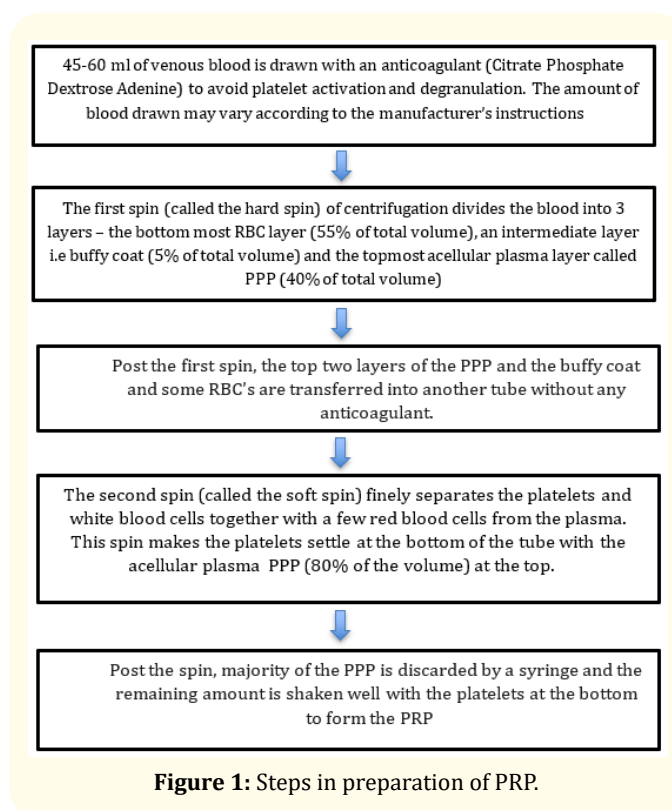 45-60 ml of venous blood is drawn with an anticoagulant (Citrate Phosphate
Dextrose Adenine) to avoid platelet activation and degranulation. The amount of
blood drawn may vary according to the manufacturer's instructions
The first spin (called the hard spin) of centrifugation divides the blood into 3
layers – the bottom most RBC layer (55% of total volume), an intermediate layer
i.e buffy coat (5% of total volume) and the topmost acellular plasma layer called
PPP (40% of total volume)
Post the first spin, the top two layers of the PPP and the buffy coat
and some RBC's are transferred into another tube without any
anticoagulant.
The second spin (called the soft spin) finely separates the platelets and
white blood cells together with a few red blood cells from the plasma.
This spin makes the platelets settle at the bottom of the tube with the
acellular plasma PPP (80% of the volume) at the top.
Post the spin, majority of the PPP is discarded by a syringe and the
remaining amount is shaken well with the platelets at the bottom
to form the PRP
Figure 1: Steps in preparation of PRP.